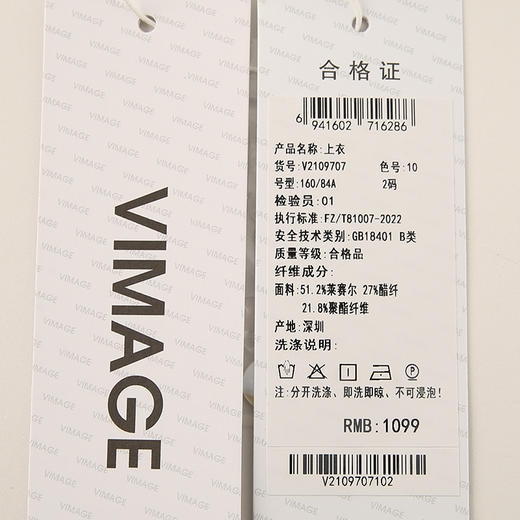 VIMAGE
合格证
6 941602 716286
产品名称:上衣
货号:V2109707 色号:10
号型:160/84A 2码
检验员:01
执行标准:FZ/T81007-2022
安全技术类别:GB18401 B类
质量等级:合格品
纤维成分:
面料:51.2%莱赛尔 27%醋纤
21.8%聚酯纤维
产地:深圳
洗涤说明:
P
注:分开洗涤、即洗即晾、不可浸泡!
RMB:1099
V2109707102